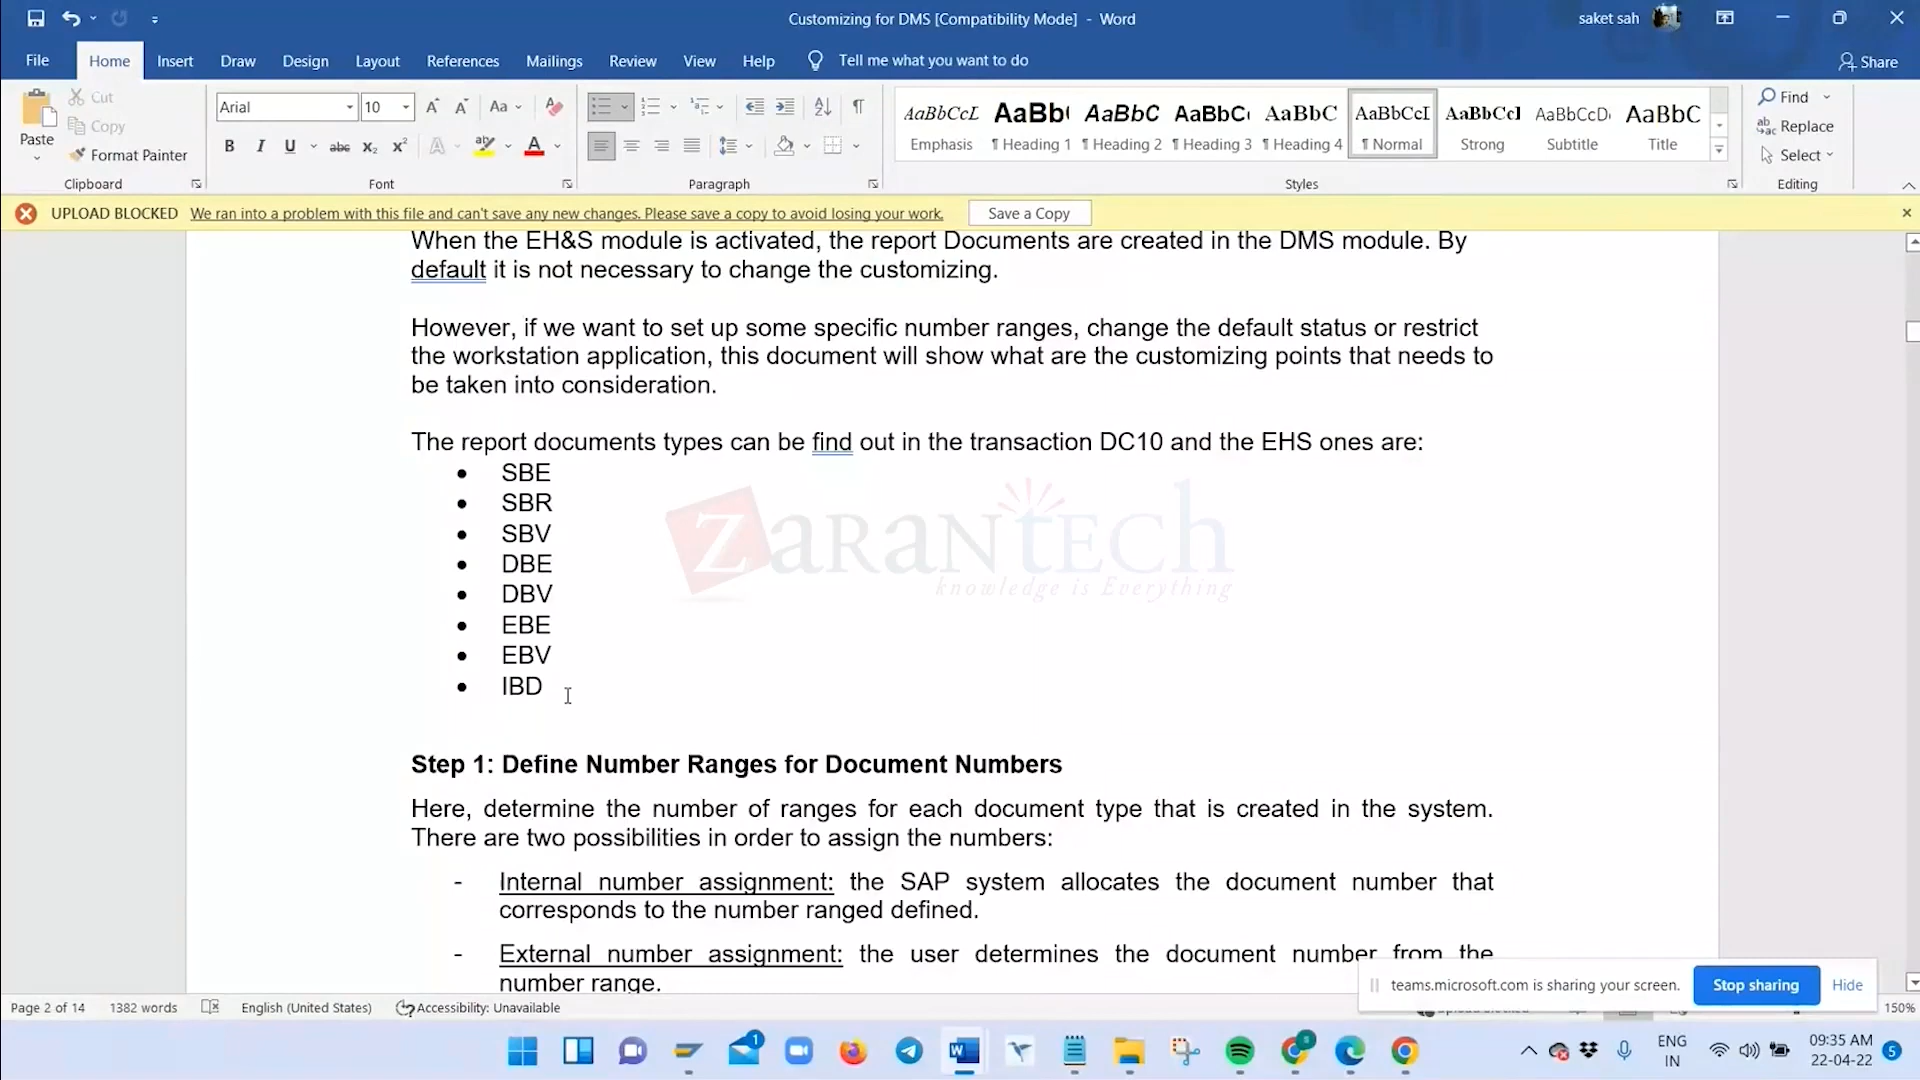 Customizing for DMS [Compatibility Mode] - Word
saket sah
File Home Insert Draw Design Layout References Mailings Review View Help Tell me what you want to do
Share
Paste
Cut
Copy
Format Painter
Clipboard
Arial 10
Aa
B I U abc x₂ x² A A
Font
Paragraph
AaBbCcL AaBb( AaBbC AaBbC( AaBbC AaBbCcI AaBbCcI AaBbCcD AaBbC
Emphasis ¶ Heading 1 ¶ Heading 2 ¶ Heading 3 ¶ Heading 4 ¶ Normal Strong Subtitle Title
Styles
Find
Replace
Select
Editing
UPLOAD BLOCKED We ran into a problem with this file and can't save any new changes. Please save a copy to avoid losing your work. Save a Copy
When the EH&S module is activated, the report Documents are created in the DMS module. By
default it is not necessary to change the customizing.
However, if we want to set up some specific number ranges, change the default status or restrict
the workstation application, this document will show what are the customizing points that needs to
be taken into consideration.
The report documents types can be find out in the transaction DC10 and the EHS ones are:
• SBE
• SBR
• SBV
• DBE
• DBV
• EBE
• EBV
• IBD
ZARANTECH
knowledge is Everything
Step 1: Define Number Ranges for Document Numbers
Here, determine the number of ranges for each document type that is created in the system.
There are two possibilities in order to assign the numbers:
- Internal number assignment: the SAP system allocates the document number that
corresponds to the number ranged defined.
- External number assignment: the user determines the document number from the
number range.
teams.microsoft.com is sharing your screen. Stop sharing Hide
Page 2 of 14 1382 words English (United States) Accessibility: Unavailable
150%
ENG
IN
09:35 AM
22-04-22
5